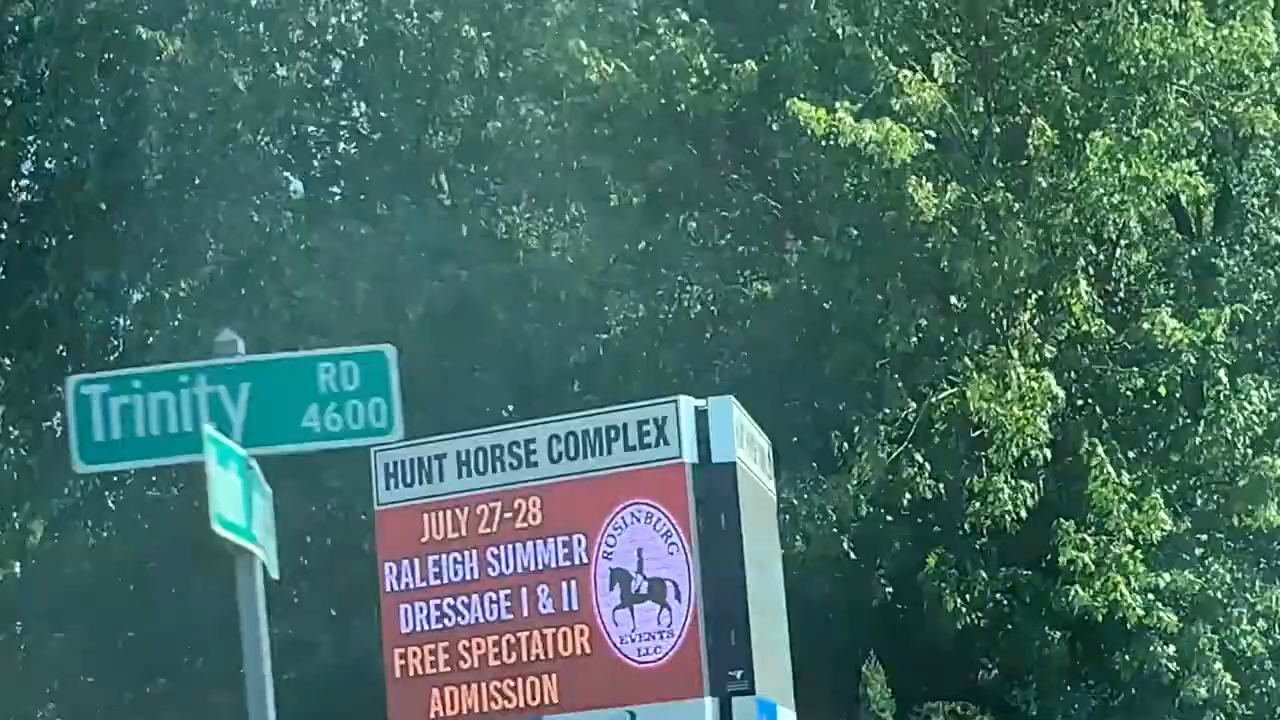 Trinity RD
4600
HUNT HORSE COMPLEX
JULY 27-28
RALEIGH SUMMER
DRESSAGE I & II
FREE SPECTATOR
ADMISSION
ROSINBURG
EVENTS
LLC